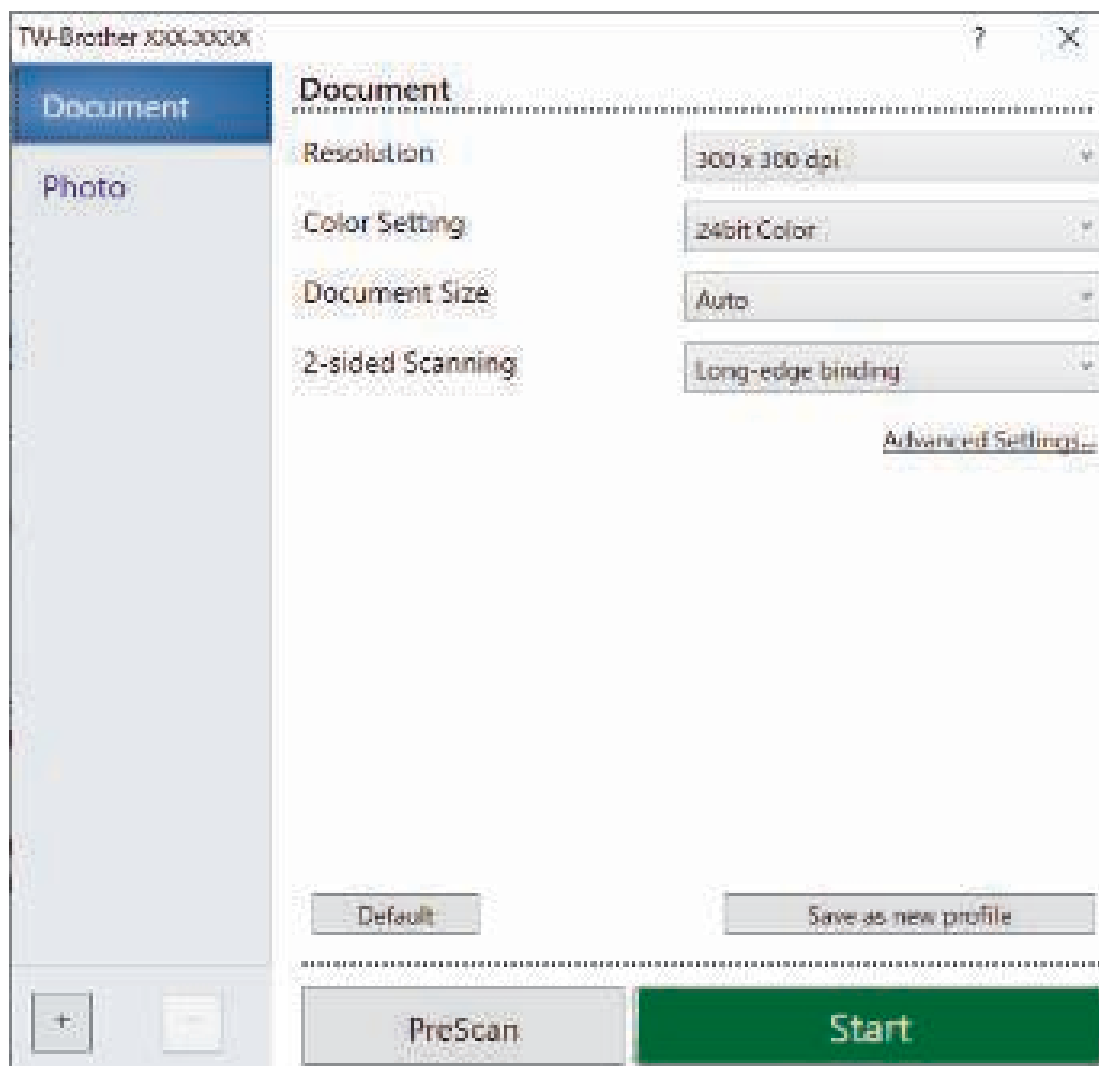 TW-Brother XXX-XXXXX
? ×
Document
Photo
Document
Resolution 300 x 300 dpi
Color Setting 24bit Color
Document Size Auto
2-sided Scanning Long-edge binding
Advanced Settings...
Default Save as new profile
+ -
PreScan Start